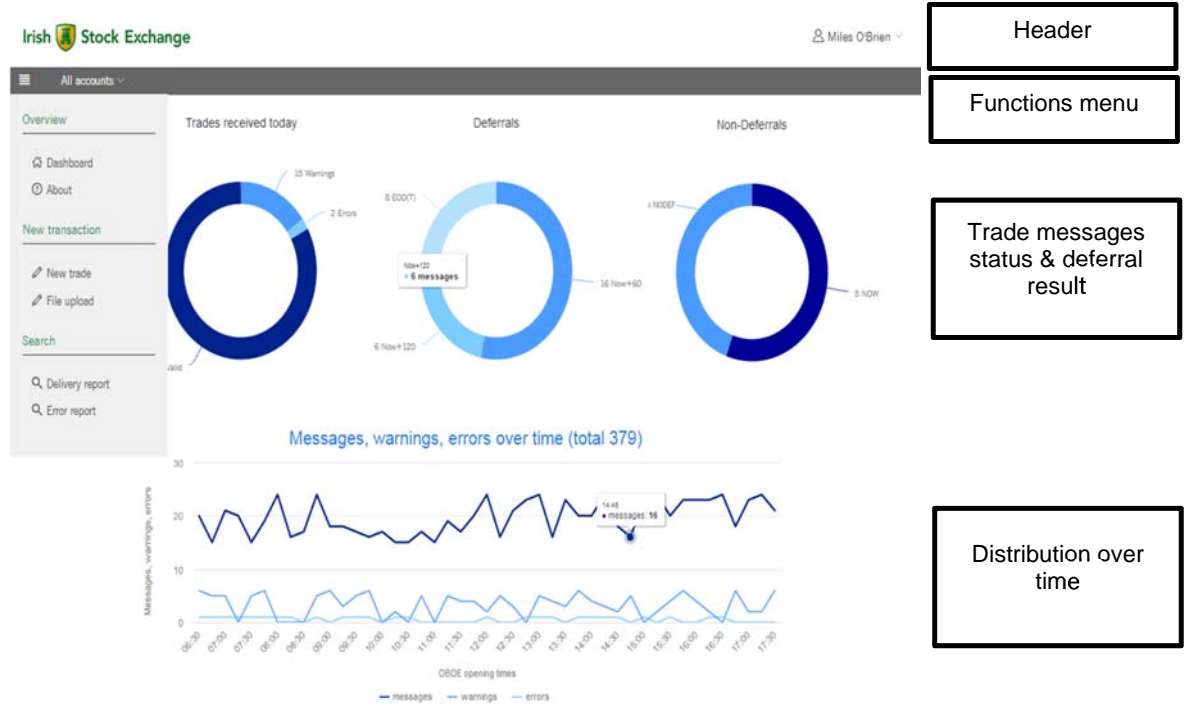 Irish Stock Exchange
Miles O'Brien
Header
All accounts
Functions menu
Overview
Dashboard
About
New transaction
New trade
File upload
Search
Delivery report
Error report
Trades received today
15 Warnings
2 Errors
Deferrals
8 EOD(T)
Now+120
6 messages
16 Now+60
6 Now+120
Non-Deferrals
NODEF
5 NOW
Trade messages
status & deferral
result
Messages, warnings, errors over time (total 379)
Messages, warnings, errors
30
20
10
0
14:45
messages: 16
06:30 07:00 07:30 08:00 08:30 09:00 09:30 10:00 10:30 11:00 11:30 12:00 12:30 13:00 13:30 14:00 14:30 15:00 15:30 16:00 16:30 17:00 17:30
OBOE opening times
messages warnings errors
Distribution over
time